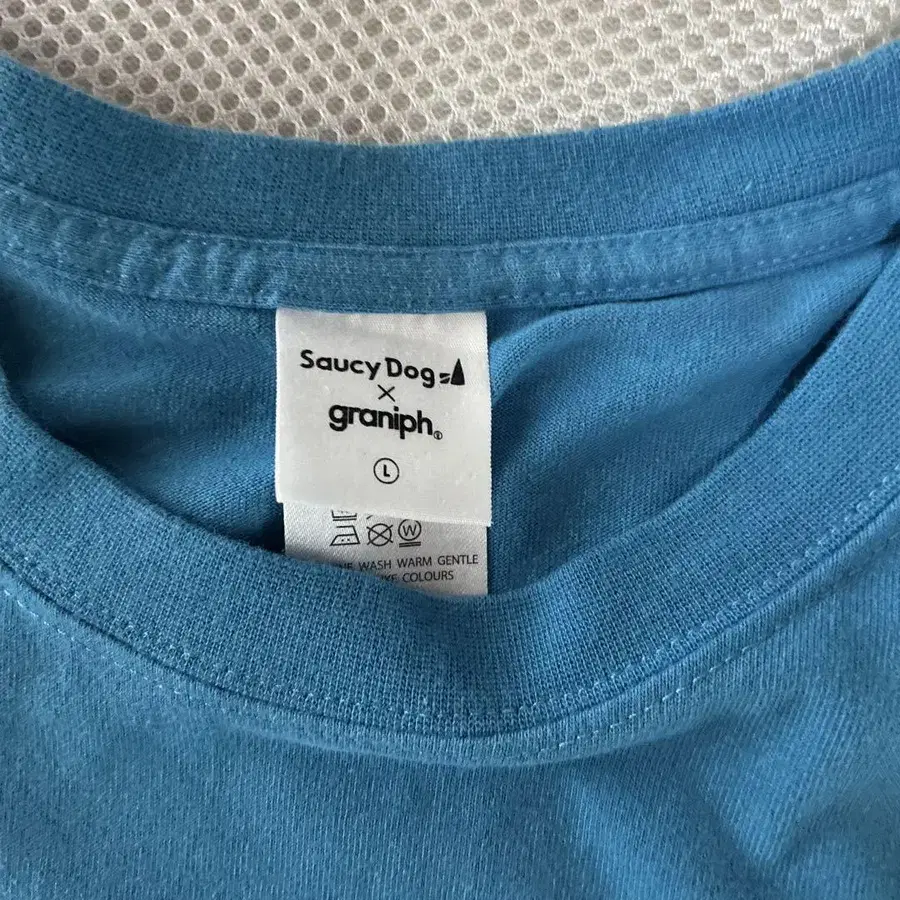 Saucy Dog
×
graniph®
L
W
WASH WARM GENTLE
COLOURS